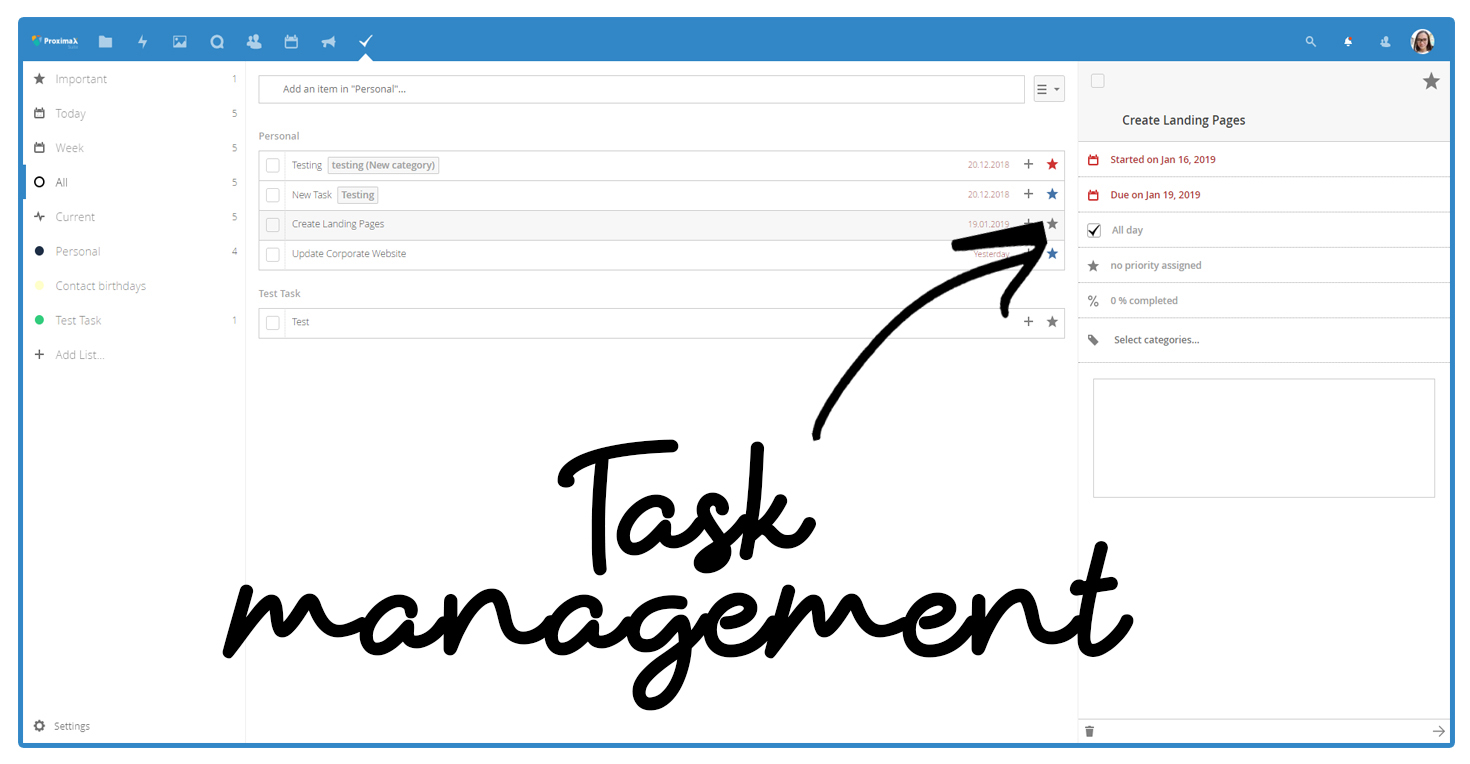 ProximaX
Important 1
Today 5
Week 5
All 5
Current 5
Personal 4
Contact birthdays
Test Task 1
Add List...
Settings
Add an item in "Personal"...
Personal
Testing testing (New category) 20.12.2018
New Task Testing 20.12.2018
Create Landing Pages 19.01.2019
Update Corporate Website Yesterday
Test Task
Test
Create Landing Pages
Started on Jan 16, 2019
Due on Jan 19, 2019
All day
no priority assigned
% 0 % completed
Select categories...
Task
management